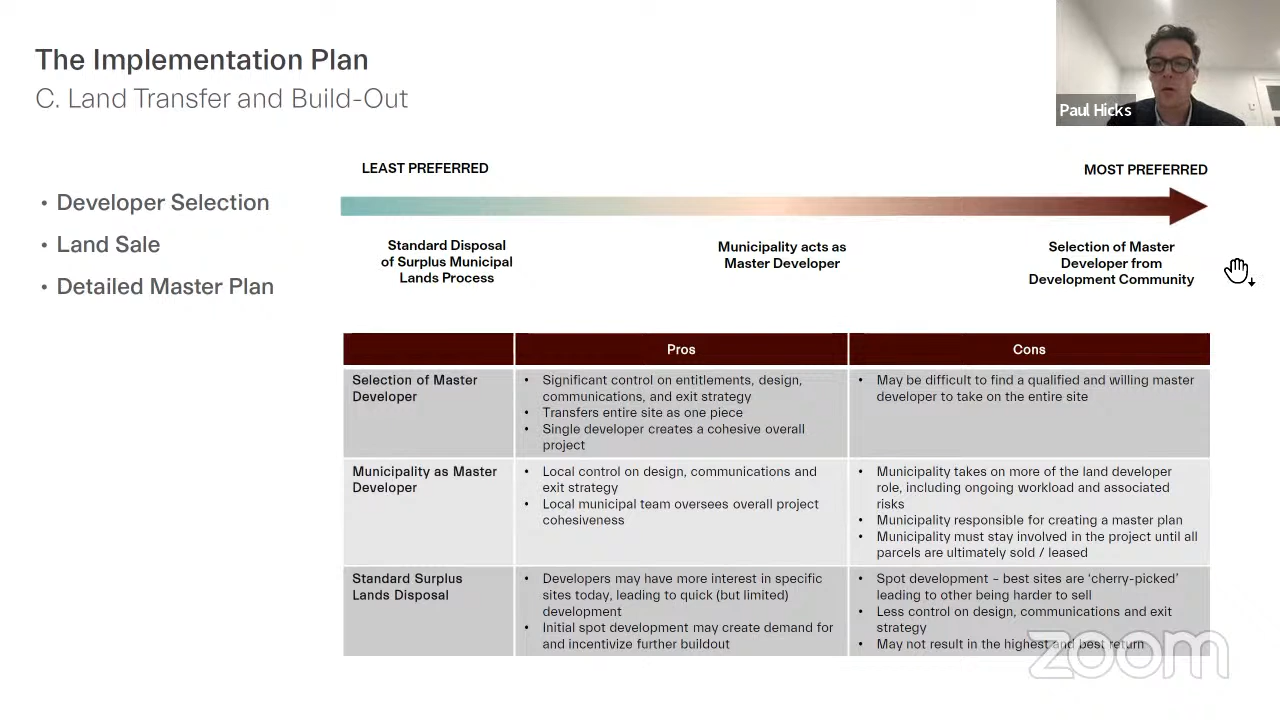 The Implementation Plan
C. Land Transfer and Build-Out
Paul Hicks
• Developer Selection
• Land Sale
• Detailed Master Plan
LEAST PREFERRED
MOST PREFERRED
Standard Disposal
of Surplus Municipal
Lands Process
Municipality acts as
Master Developer
Selection of Master
Developer from
Development Community
Pros
Cons
Selection of Master
Developer
• Significant control on entitlements, design,
communications, and exit strategy
• Transfers entire site as one piece
• Single developer creates a cohesive overall
project
• May be difficult to find a qualified and willing master
developer to take on the entire site
Municipality as Master
Developer
• Local control on design, communications and
exit strategy
• Local municipal team oversees overall project
cohesiveness
• Municipality takes on more of the land developer
role, including ongoing workload and associated
risks
• Municipality responsible for creating a master plan
• Municipality must stay involved in the project until all
parcels are ultimately sold / leased
Standard Surplus
Lands Disposal
• Developers may have more interest in specific
sites today, leading to quick (but limited)
development
• Initial spot development may create demand for
and incentivize further buildout
• Spot development – best sites are ‘cherry-picked’
leading to other being harder to sell
• Less control on design, communications and exit
strategy
• May not result in the highest and best return
zoom